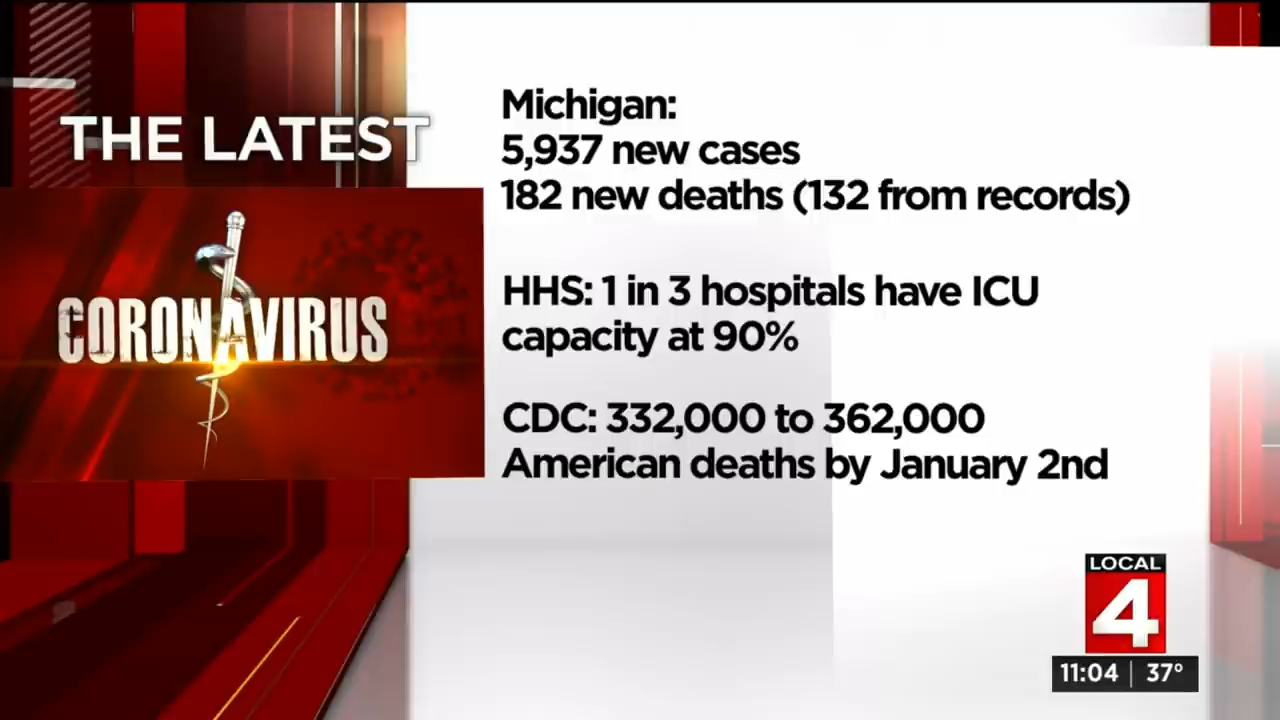 THE LATEST
CORONAVIRUS
Michigan:
5,937 new cases
182 new deaths (132 from records)
HHS: 1 in 3 hospitals have ICU
capacity at 90%
CDC: 332,000 to 362,000
American deaths by January 2nd
LOCAL
4
11:04 | 37°